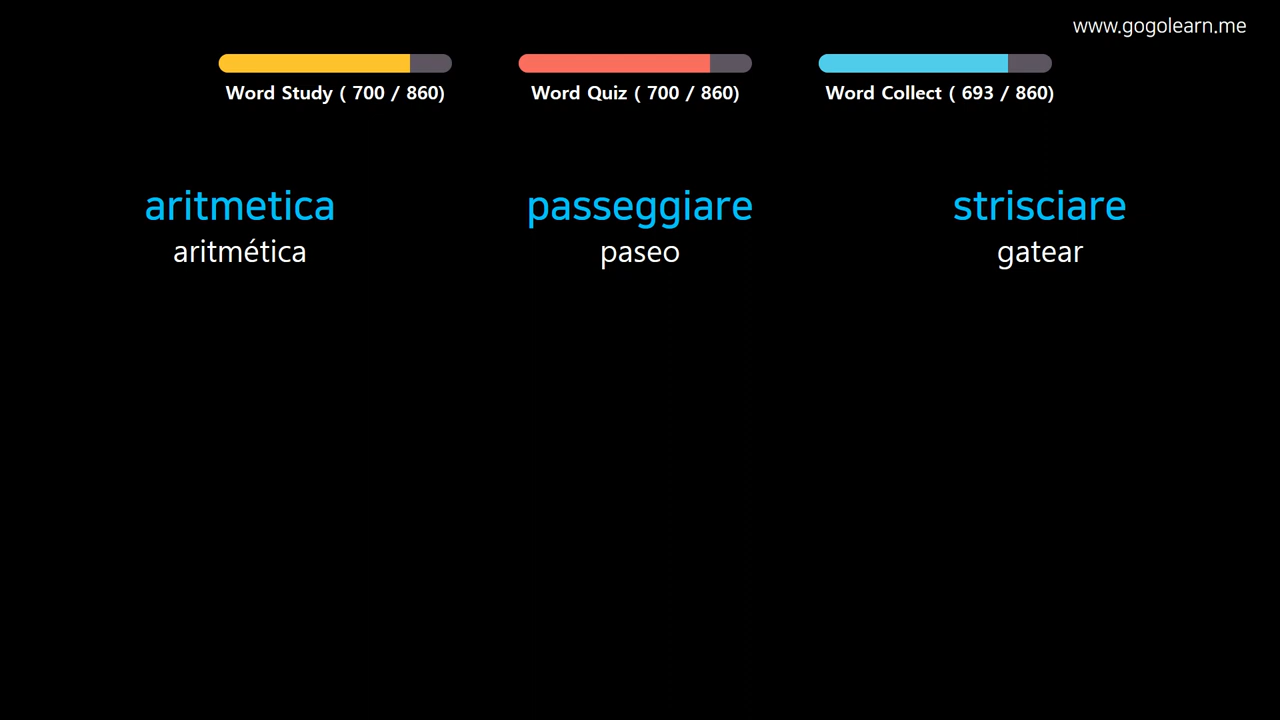 www.gogolearn.me
Word Study ( 700 / 860)
Word Quiz ( 700 / 860)
Word Collect ( 693 / 860)
aritmetica
passeggiare
strisciare
aritmética
paseo
gatear